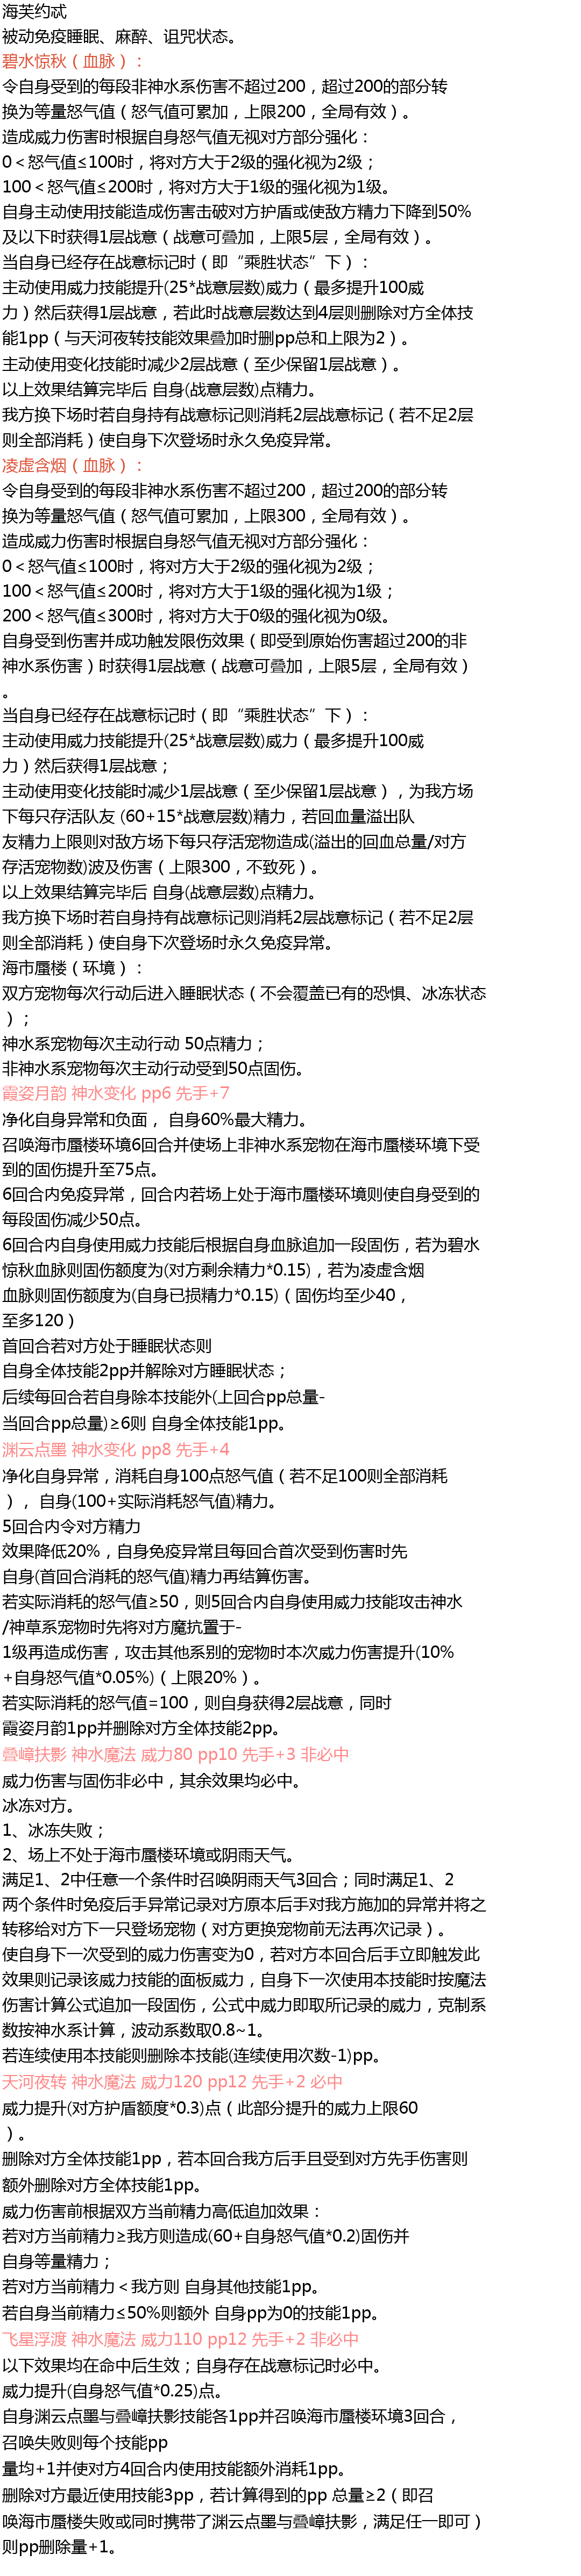 海芙约忒
被动免疫睡眠、麻醉、诅咒状态。
碧水惊秋（血脉）：
令自身受到的每段非神水系伤害不超过200，超过200的部分转
换为等量怒气值（怒气值可累加，上限200，全局有效）。
造成威力伤害时根据自身怒气值无视对方部分强化：
0＜怒气值≤100时，将对方大于2级的强化视为2级；
100＜怒气值≤200时，将对方大于1级的强化视为1级。
自身主动使用技能造成伤害击破对方护盾或使敌方精力下降到50%
及以下时获得1层战意（战意可叠加，上限5层，全局有效）。
当自身已经存在战意标记时（即“乘胜状态”下）：
主动使用威力技能提升(25*战意层数)威力（最多提升100威
力）然后获得1层战意，若此时战意层数达到4层则删除对方全体技
能1pp（与天河夜转技能效果叠加时删pp总和上限为2）。
主动使用变化技能时减少2层战意（至少保留1层战意）。
以上效果结算完毕后 自身(战意层数)点精力。
我方换下场时若自身持有战意标记则消耗2层战意标记（若不足2层
则全部消耗）使自身下次登场时永久免疫异常。
凌虚含烟（血脉）：
令自身受到的每段非神水系伤害不超过200，超过200的部分转
换为等量怒气值（怒气值可累加，上限300，全局有效）。
造成威力伤害时根据自身怒气值无视对方部分强化：
0＜怒气值≤100时，将对方大于2级的强化视为2级；
100＜怒气值≤200时，将对方大于1级的强化视为1级；
200＜怒气值≤300时，将对方大于0级的强化视为0级。
自身受到伤害并成功触发限伤效果（即受到原始伤害超过200的非
神水系伤害）时获得1层战意（战意可叠加，上限5层，全局有效）
。
当自身已经存在战意标记时（即“乘胜状态”下）：
主动使用威力技能提升(25*战意层数)威力（最多提升100威
力）然后获得1层战意；
主动使用变化技能时减少1层战意（至少保留1层战意），为我方场
下每只存活队友 (60+15*战意层数)精力，若回血量溢出队
友精力上限则对敌方场下每只存活宠物造成(溢出的回血总量/对方
存活宠物数)波及伤害（上限300，不致死）。
以上效果结算完毕后 自身(战意层数)点精力。
我方换下场时若自身持有战意标记则消耗2层战意标记（若不足2层
则全部消耗）使自身下次登场时永久免疫异常。
海市蜃楼（环境）：
双方宠物每次行动后进入睡眠状态（不会覆盖已有的恐惧、冰冻状态
）；
神水系宠物每次主动行动 50点精力；
非神水系宠物每次主动行动受到50点固伤。
霞姿月韵 神水变化 pp6 先手+7
净化自身异常和负面， 自身60%最大精力。
召唤海市蜃楼环境6回合并使场上非神水系宠物在海市蜃楼环境下受
到的固伤提升至75点。
6回合内免疫异常，回合内若场上处于海市蜃楼环境则使自身受到的
每段固伤减少50点。
6回合内自身使用威力技能后根据自身血脉追加一段固伤，若为碧水
惊秋血脉则固伤额度为(对方剩余精力*0.15)，若为凌虚含烟
血脉则固伤额度为(自身已损精力*0.15)（固伤均至少40，
至多120）
首回合若对方处于睡眠状态则
自身全体技能2pp并解除对方睡眠状态；
后续每回合若自身除本技能外(上回合pp总量-
当回合pp总量)≥6则 自身全体技能1pp。
渊云点墨 神水变化 pp8 先手+4
净化自身异常，消耗自身100点怒气值（若不足100则全部消耗
）， 自身(100+实际消耗怒气值)精力。
5回合内令对方精力
效果降低20%，自身免疫异常且每回合首次受到伤害时先
自身(首回合消耗的怒气值)精力再结算伤害。
若实际消耗的怒气值≥50，则5回合内自身使用威力技能攻击神水
/神草系宠物时先将对方魔抗置于-
1级再造成伤害，攻击其他系别的宠物时本次威力伤害提升(10%
+自身怒气值*0.05%)（上限20%）。
若实际消耗的怒气值=100，则自身获得2层战意，同时
霞姿月韵1pp并删除对方全体技能2pp。
叠嶂扶影 神水魔法 威力80 pp10 先手+3 非必中
威力伤害与固伤非必中，其余效果均必中。
冰冻对方。
1、冰冻失败；
2、场上不处于海市蜃楼环境或阴雨天气。
满足1、2中任意一个条件时召唤阴雨天气3回合；同时满足1、2
两个条件时免疫后手异常记录对方原本后手对我方施加的异常并将之
转移给对方下一只登场宠物（对方更换宠物前无法再次记录）。
使自身下一次受到的威力伤害变为0，若对方本回合后手立即触发此
效果则记录该威力技能的面板威力，自身下一次使用本技能时按魔法
伤害计算公式追加一段固伤，公式中威力即取所记录的威力，克制系
数按神水系计算，波动系数取0.8~1。
若连续使用本技能则删除本技能(连续使用次数-1)pp。
天河夜转 神水魔法 威力120 pp12 先手+2 必中
威力提升(对方护盾额度*0.3)点（此部分提升的威力上限60
）。
删除对方全体技能1pp，若本回合我方后手且受到对方先手伤害则
额外删除对方全体技能1pp。
威力伤害前根据双方当前精力高低追加效果：
若对方当前精力≥我方则造成(60+自身怒气值*0.2)固伤并
自身等量精力；
若对方当前精力＜我方则 自身其他技能1pp。
若自身当前精力≤50%则额外 自身pp为0的技能1pp。
飞星浮渡 神水魔法 威力110 pp12 先手+2 非必中
以下效果均在命中后生效；自身存在战意标记时必中。
威力提升(自身怒气值*0.25)点。
自身渊云点墨与叠嶂扶影技能各1pp并召唤海市蜃楼环境3回合，
召唤失败则每个技能pp
量均+1并使对方4回合内使用技能额外消耗1pp。
删除对方最近使用技能3pp，若计算得到的pp 总量≥2（即召
唤海市蜃楼失败或同时携带了渊云点墨与叠嶂扶影，满足任一即可）
则pp删除量+1。